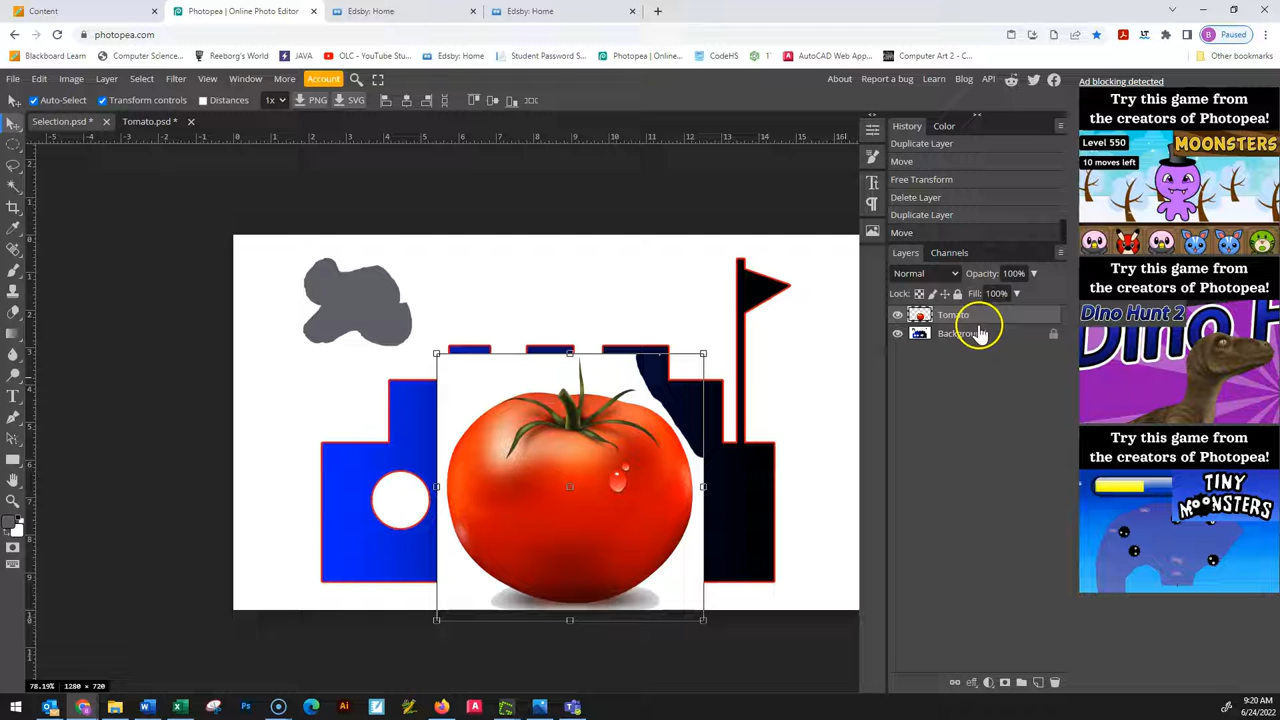 Content
Photopea | Online Photo Editor
Edsby: Home
Edsby: Home
photopea.com
Paused
Blackboard Learn
Computer Science...
Reeborg's World
JAVA
OLC - YouTube Stu...
Edsby: Home
Student Password S...
Photopea | Online...
CodeHS
AutoCAD Web App...
Computer Art 2 - C...
Other bookmarks
File Edit Image Layer Select Filter View Window More Account
About Report a bug Learn Blog API
Ad blocking detected
Auto-Select Transform controls Distances 1x PNG SVG
Selection.psd * Tomato.psd *
History Color
Duplicate Layer
Move
Free Transform
Delete Layer
Duplicate Layer
Move
Layers Channels
Normal Opacity: 100%
Lock: Fill: 100%
Tomato
Background
Try this game from
the creators of Photopea!
Level 550
MOONSTERS
10 moves left
Try this game from
the creators of Photopea!
Dino Hunt 2
Try this game from
the creators of Photopea!
TINY
MOONSTERS
78.19% 1280 × 720
9:20 AM
6/24/2022